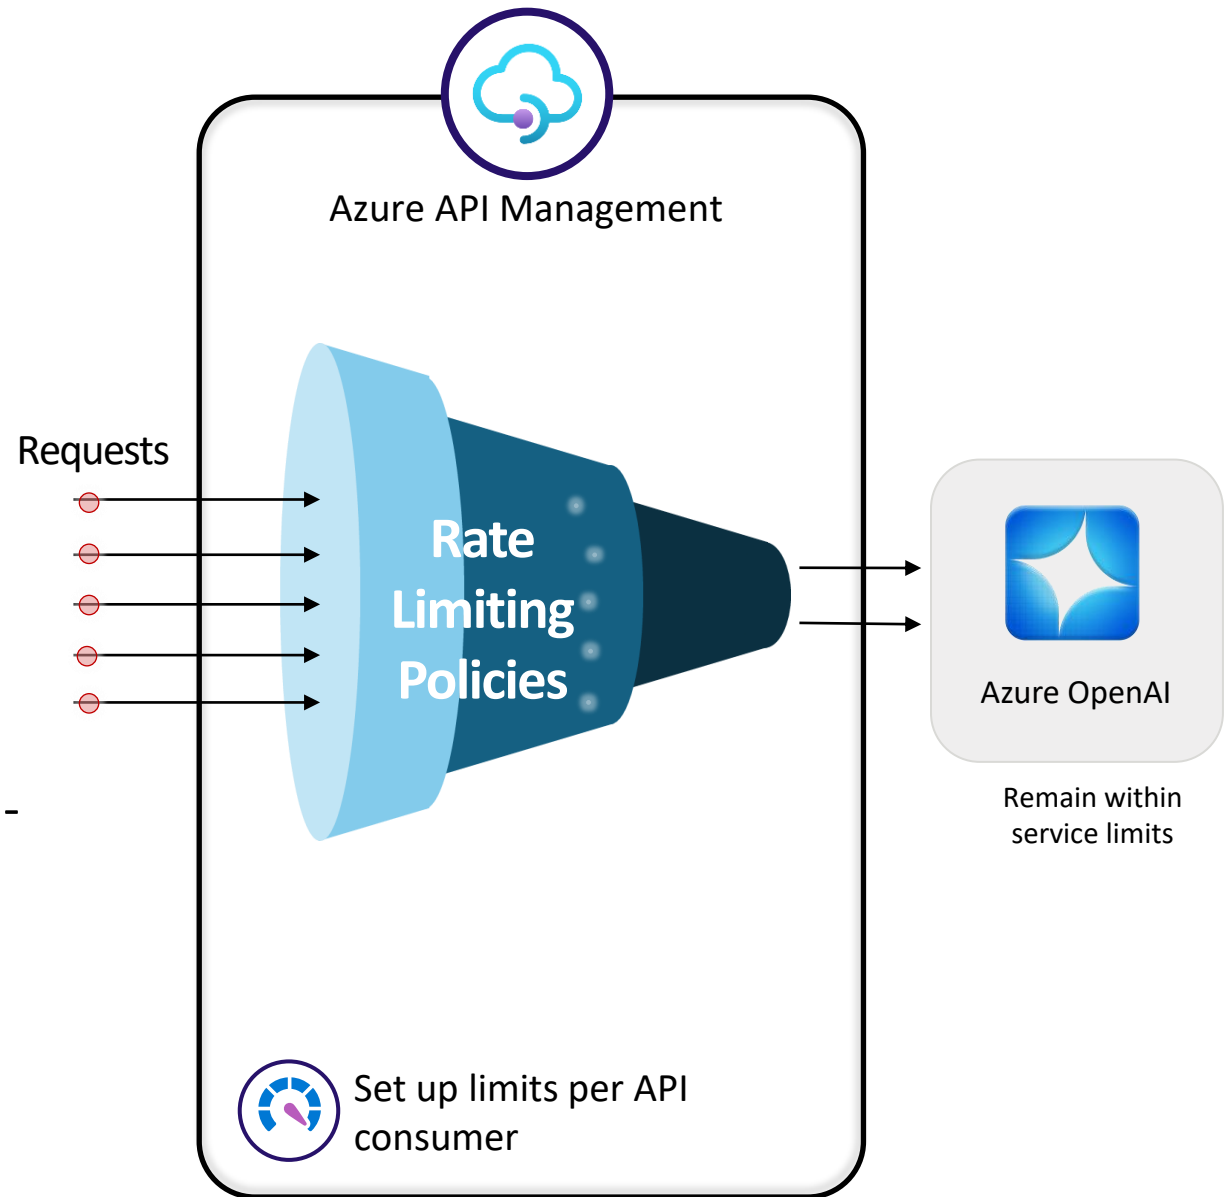 Azure API Management
Requests
Rate
Limiting
Policies
Azure OpenAI
Remain within
service limits
-
Set up limits per API
consumer